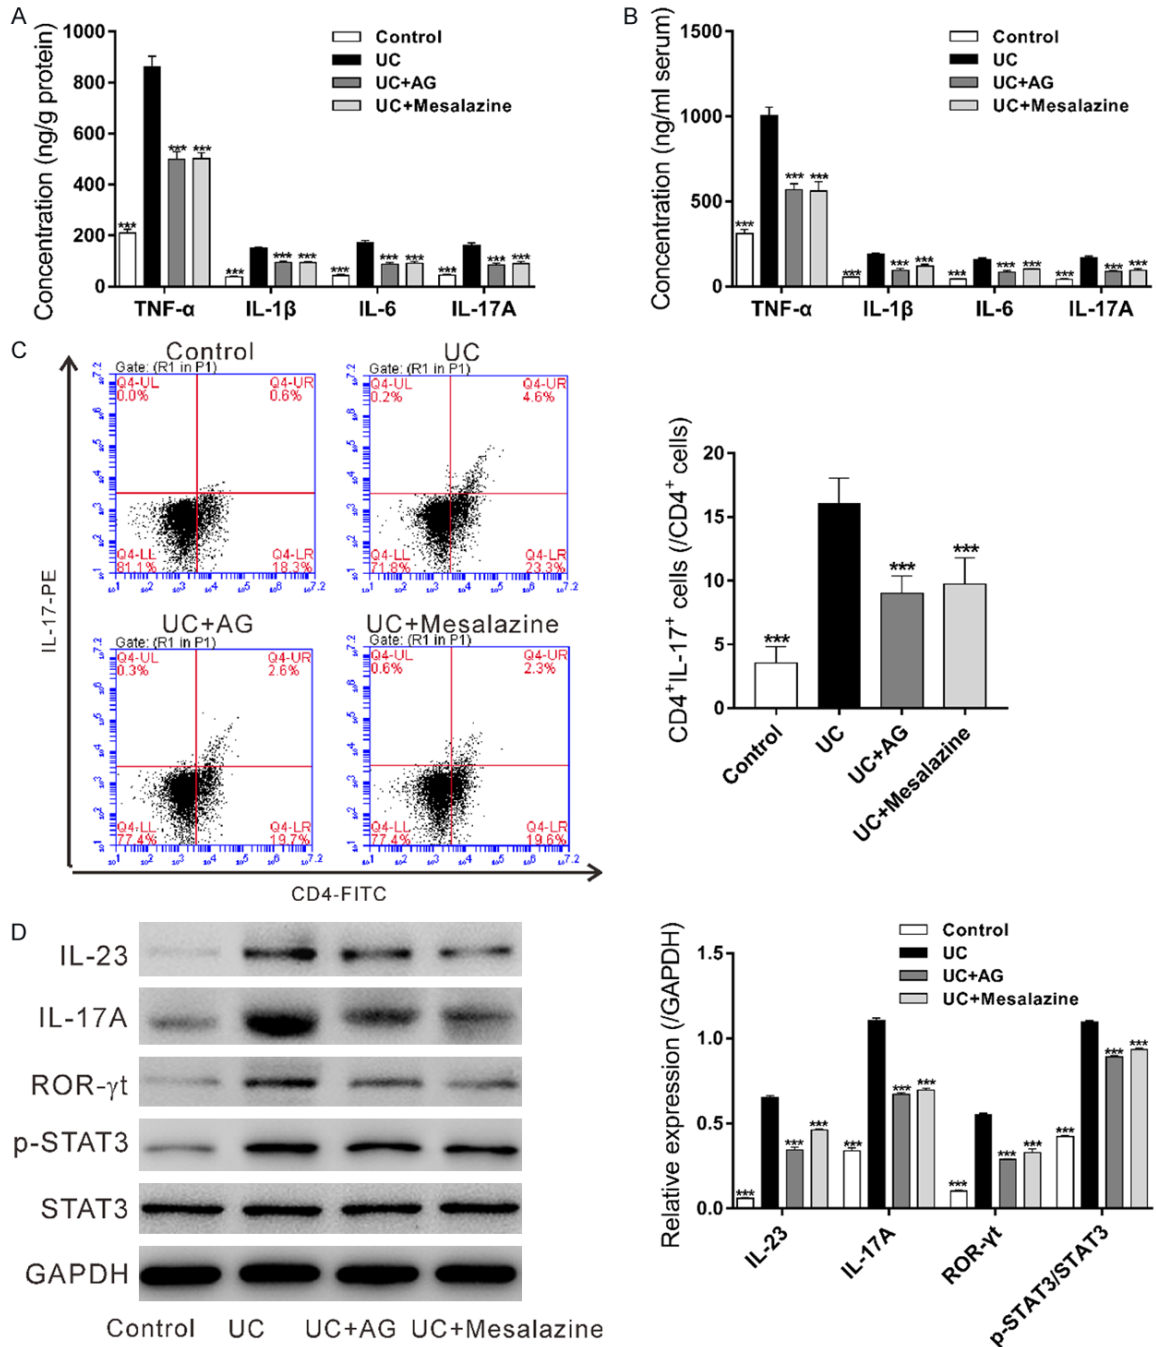 A
Concentration (ng/g protein)
1000
800
600
400
200
0
Control
UC
UC+AG
UC+Mesalazine
*** *** ***
*** *** ***
*** *** ***
*** *** ***
TNF-α IL-1β IL-6 IL-17A
B
Concentration (ng/ml serum)
1500
1000
500
0
Control
UC
UC+AG
UC+Mesalazine
*** *** ***
*** *** ***
*** *** ***
*** *** ***
TNF-α IL-1β IL-6 IL-17A
C
IL-17-PE
Control
Gate: (R1 in P1)
Q4-UL Q4-UR
0.0% 0.6%
Q4-LL Q4-LR
81.1% 18.3%
UC
Gate: (R1 in P1)
Q4-UL Q4-UR
0.2% 4.6%
Q4-LL Q4-LR
71.8% 23.3%
UC+AG
Gate: (R1 in P1)
Q4-UL Q4-UR
0.3% 2.6%
Q4-LL Q4-LR
77.4% 19.7%
UC+Mesalazine
Gate: (R1 in P1)
Q4-UL Q4-UR
0.6% 2.3%
Q4-LL Q4-LR
77.4% 19.6%
CD4-FITC
CD4⁺IL-17⁺ cells (/CD4⁺ cells)
20
15
10
5
0
*** *** ***
Control
UC
UC+AG
UC+Mesalazine
D
IL-23
IL-17A
ROR-γt
p-STAT3
STAT3
GAPDH
Control UC UC+AG UC+Mesalazine
Relative expression (/GAPDH)
1.5
1.0
0.5
0.0
Control
UC
UC+AG
UC+Mesalazine
*** *** ***
*** *** ***
*** *** ***
*** *** ***
IL-23
IL-17A
ROR-γt
p-STAT3/STAT3